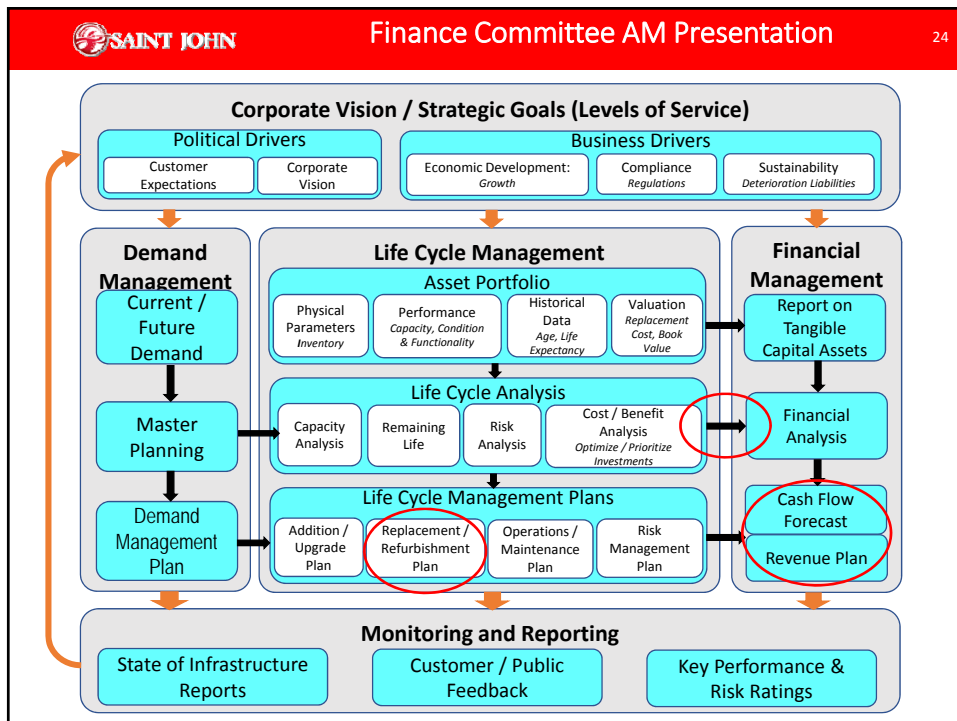 SAINT JOHN
Finance Committee AM Presentation
24
Corporate Vision / Strategic Goals (Levels of Service)
Political Drivers
Customer
Expectations
Corporate
Vision
Business Drivers
Economic Development:
Growth
Compliance
Regulations
Sustainability
Deterioration Liabilities
Demand
Management
Current /
Future
Demand
Master
Planning
Demand
Management
Plan
Life Cycle Management
Asset Portfolio
Physical
Parameters
Inventory
Performance
Capacity, Condition
& Functionality
Historical
Data
Age, Life
Expectancy
Valuation
Replacement
Cost, Book
Value
Life Cycle Analysis
Capacity
Analysis
Remaining
Life
Risk
Analysis
Cost / Benefit
Analysis
Optimize / Prioritize
Investments
Life Cycle Management Plans
Addition /
Upgrade
Plan
Replacement /
Refurbishment
Plan
Operations /
Maintenance
Plan
Risk
Management
Plan
Financial
Management
Report on
Tangible
Capital Assets
Financial
Analysis
Cash Flow
Forecast
Revenue Plan
Monitoring and Reporting
State of Infrastructure
Reports
Customer / Public
Feedback
Key Performance &
Risk Ratings